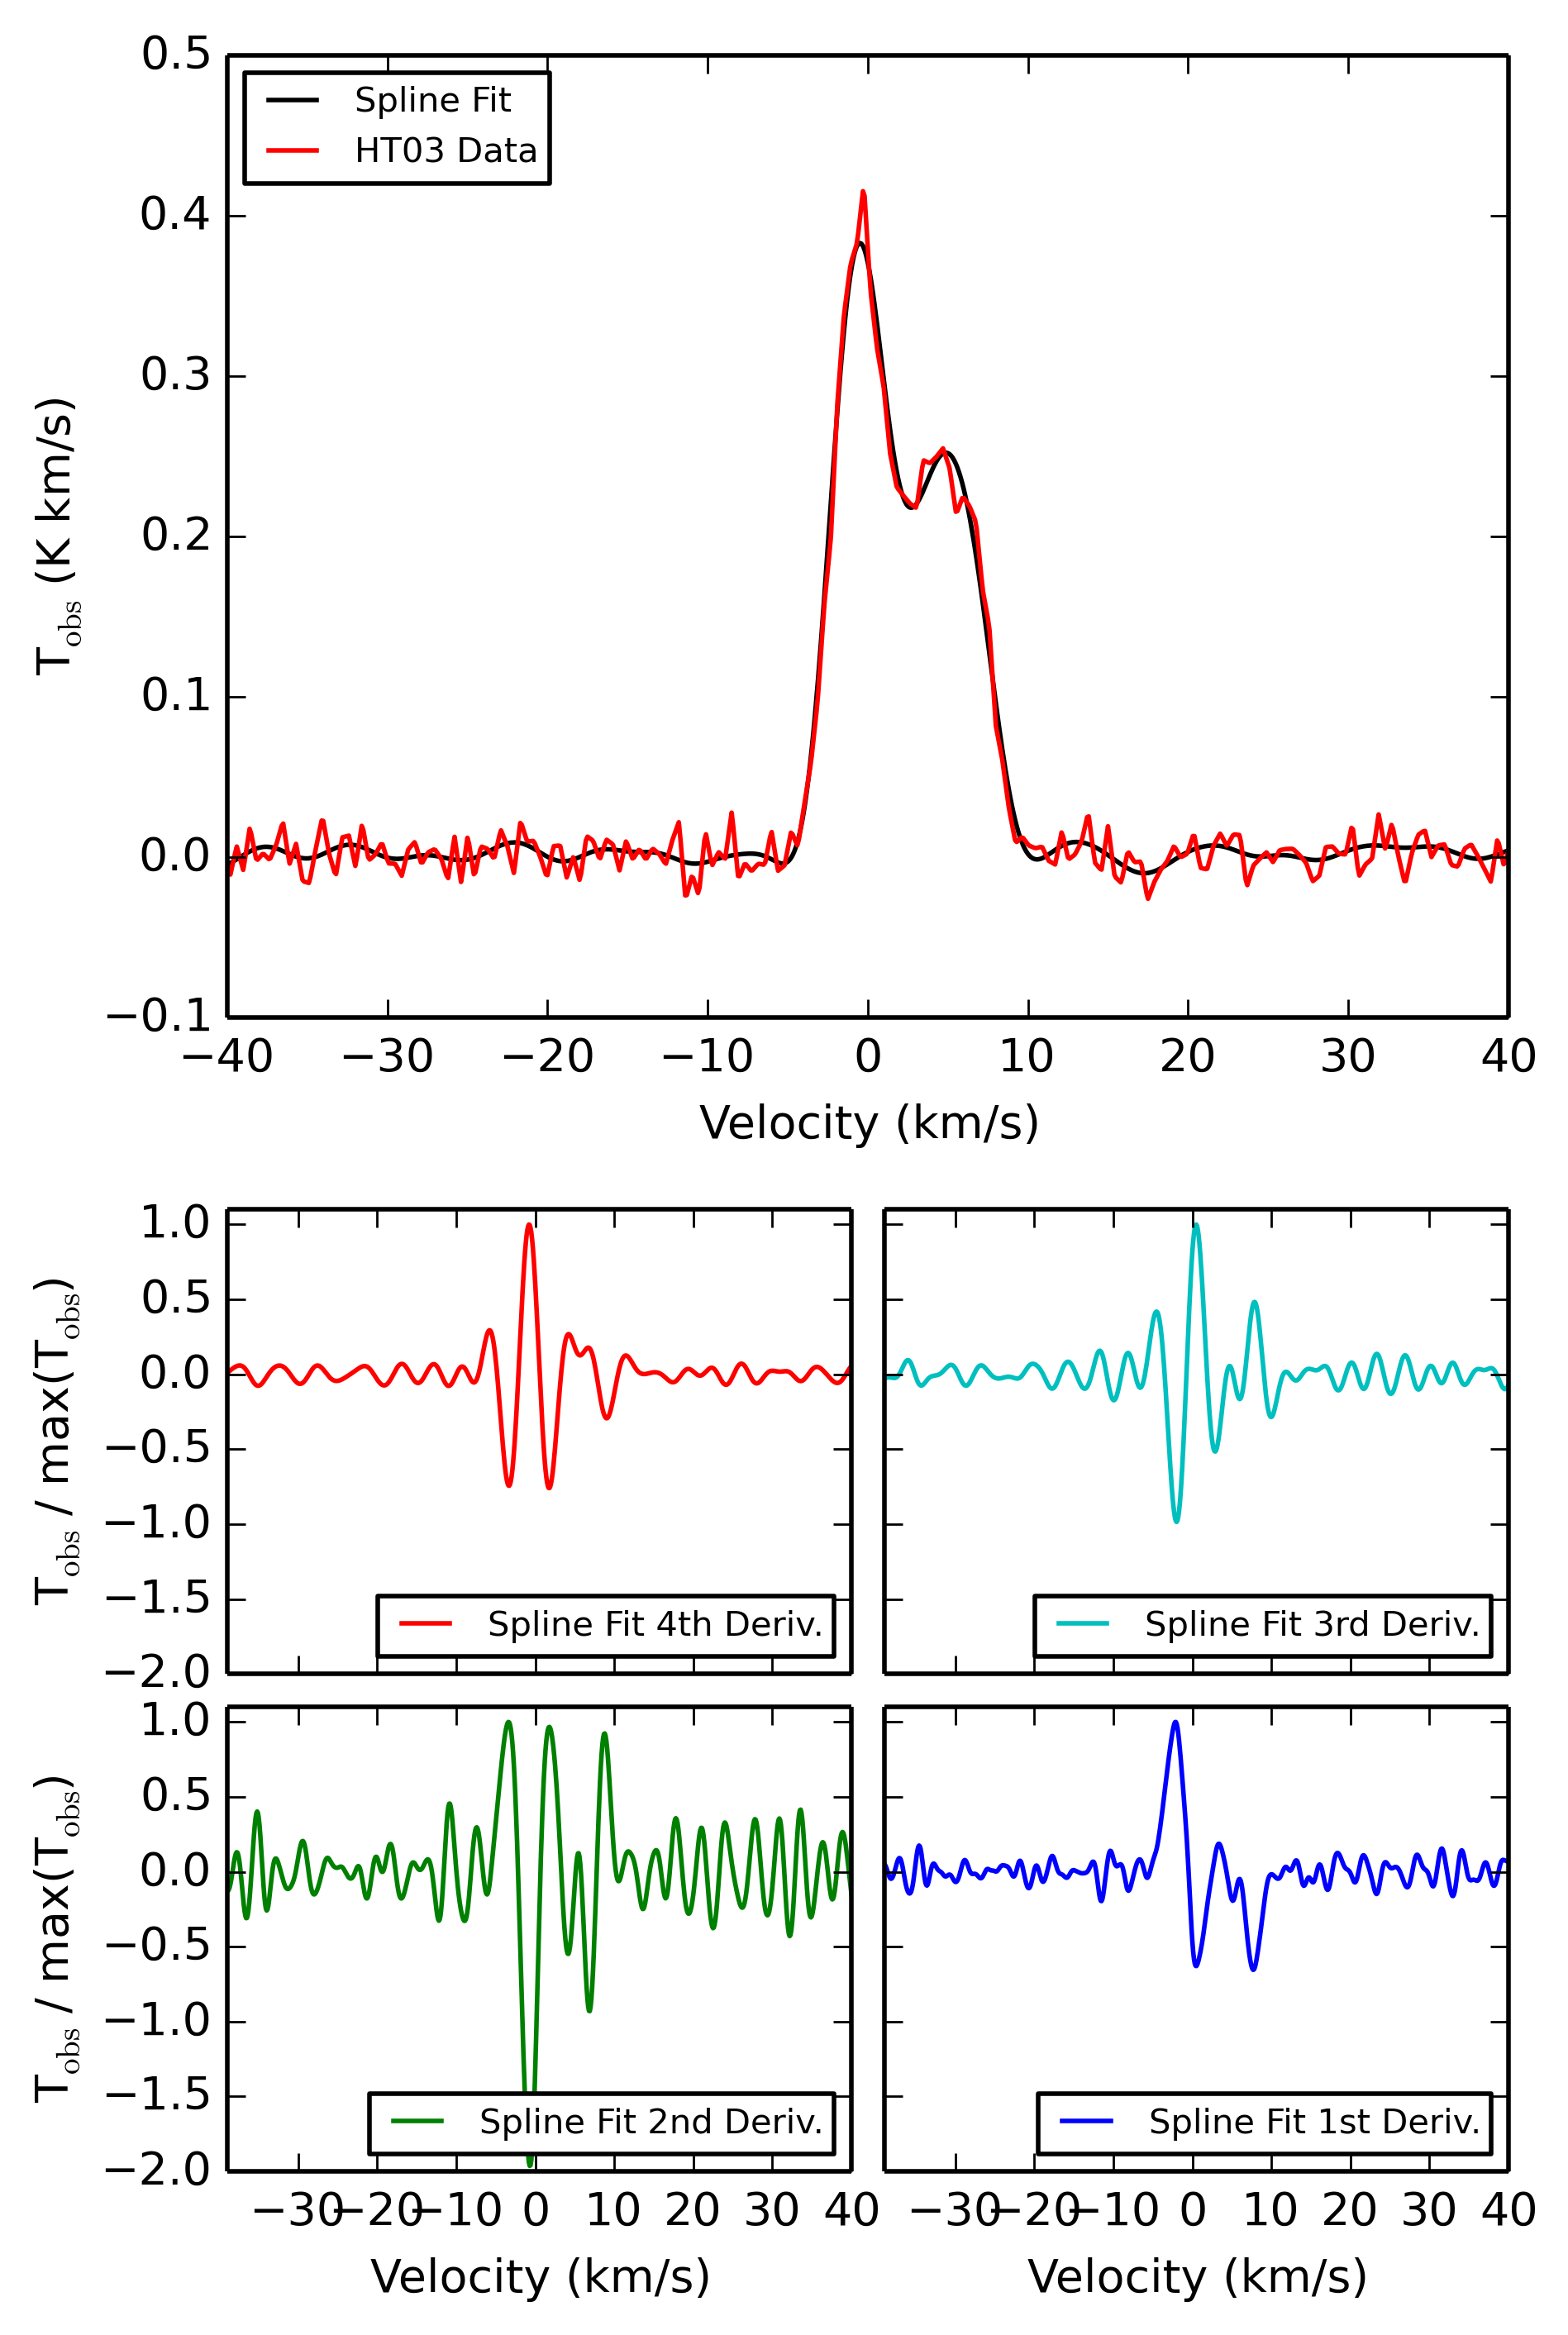 0.5
Spline Fit
HT03 Data
0.4
0.3
0.2
0.1
0.0
−0.1
T_obs (K km/s)
−40 −30 −20 −10 0 10 20 30 40
Velocity (km/s)
1.0
0.5
0.0
−0.5
−1.0
−1.5
−2.0
T_obs / max(T_obs)
Spline Fit 4th Deriv.
Spline Fit 3rd Deriv.
1.0
0.5
0.0
−0.5
−1.0
−1.5
−2.0
T_obs / max(T_obs)
Spline Fit 2nd Deriv.
Spline Fit 1st Deriv.
−30 −20 −10 0 10 20 30 40
−30 −20 −10 0 10 20 30 40
Velocity (km/s)
Velocity (km/s)